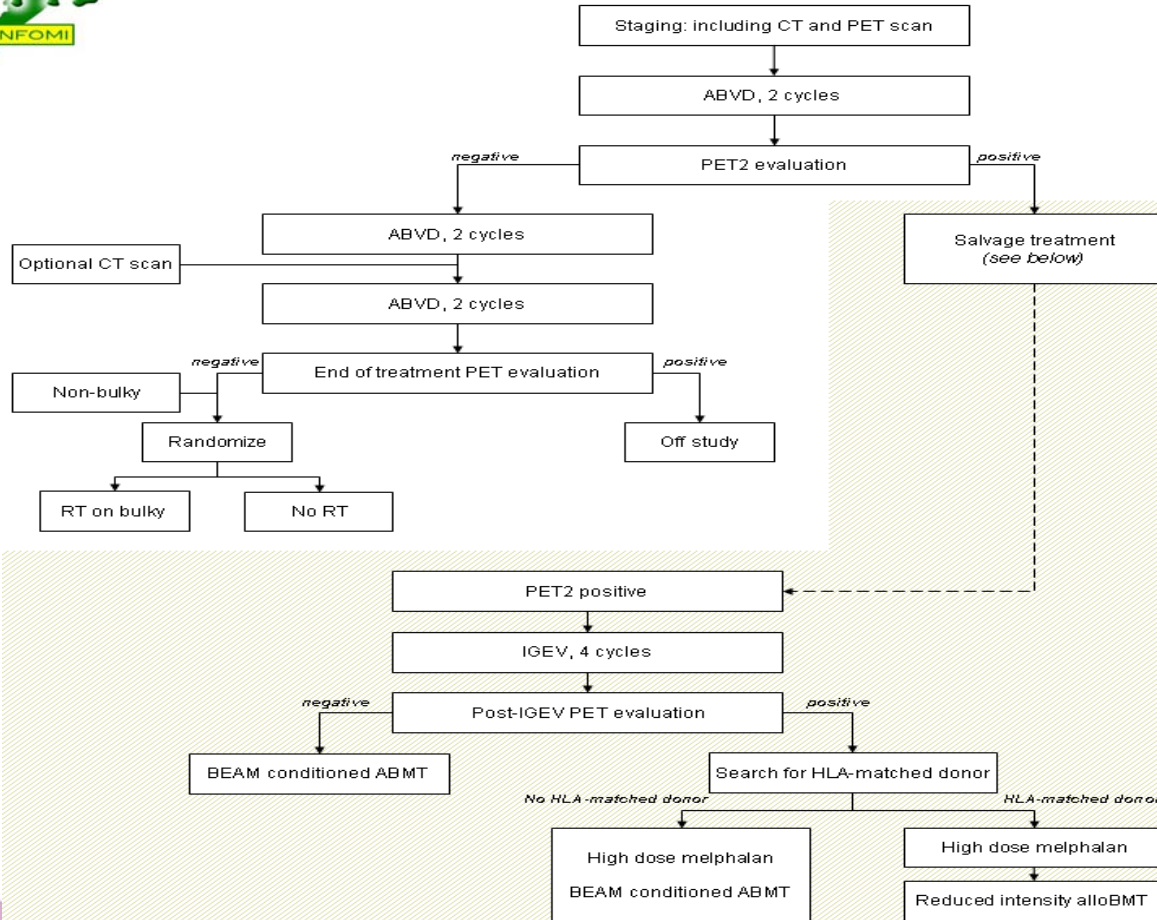 NFOMI
Staging: including CT and PET scan
ABVD, 2 cycles
negative
PET2 evaluation
positive
ABVD, 2 cycles
Salvage treatment
(see below)
Optional CT scan
ABVD, 2 cycles
negative
End of treatment PET evaluation
positive
Non-bulky
Randomize
Off study
RT on bulky
No RT
PET2 positive
IGEV, 4 cycles
negative
Post-IGEV PET evaluation
positive
BEAM conditioned ABMT
Search for HLA-matched donor
No HLA-matched donor
HLA-matched dono
High dose melphalan
BEAM conditioned ABMT
High dose melphalan
Reduced intensity alloBMT